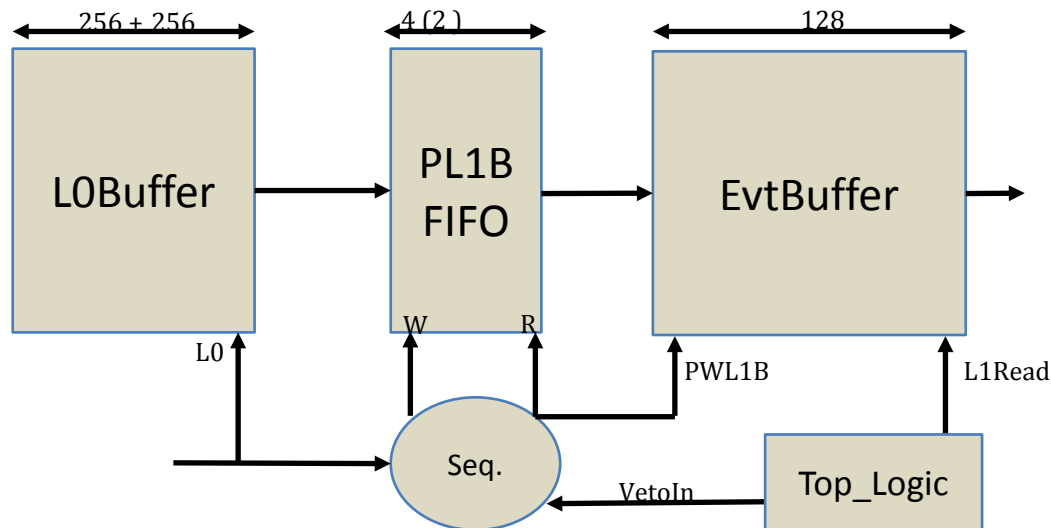 256 + 256
4 (2 )
128
L0Buffer
PL1B
FIFO
EvtBuffer
W
R
L0
PWL1B
L1Read
Seq.
VetoIn
Top_Logic